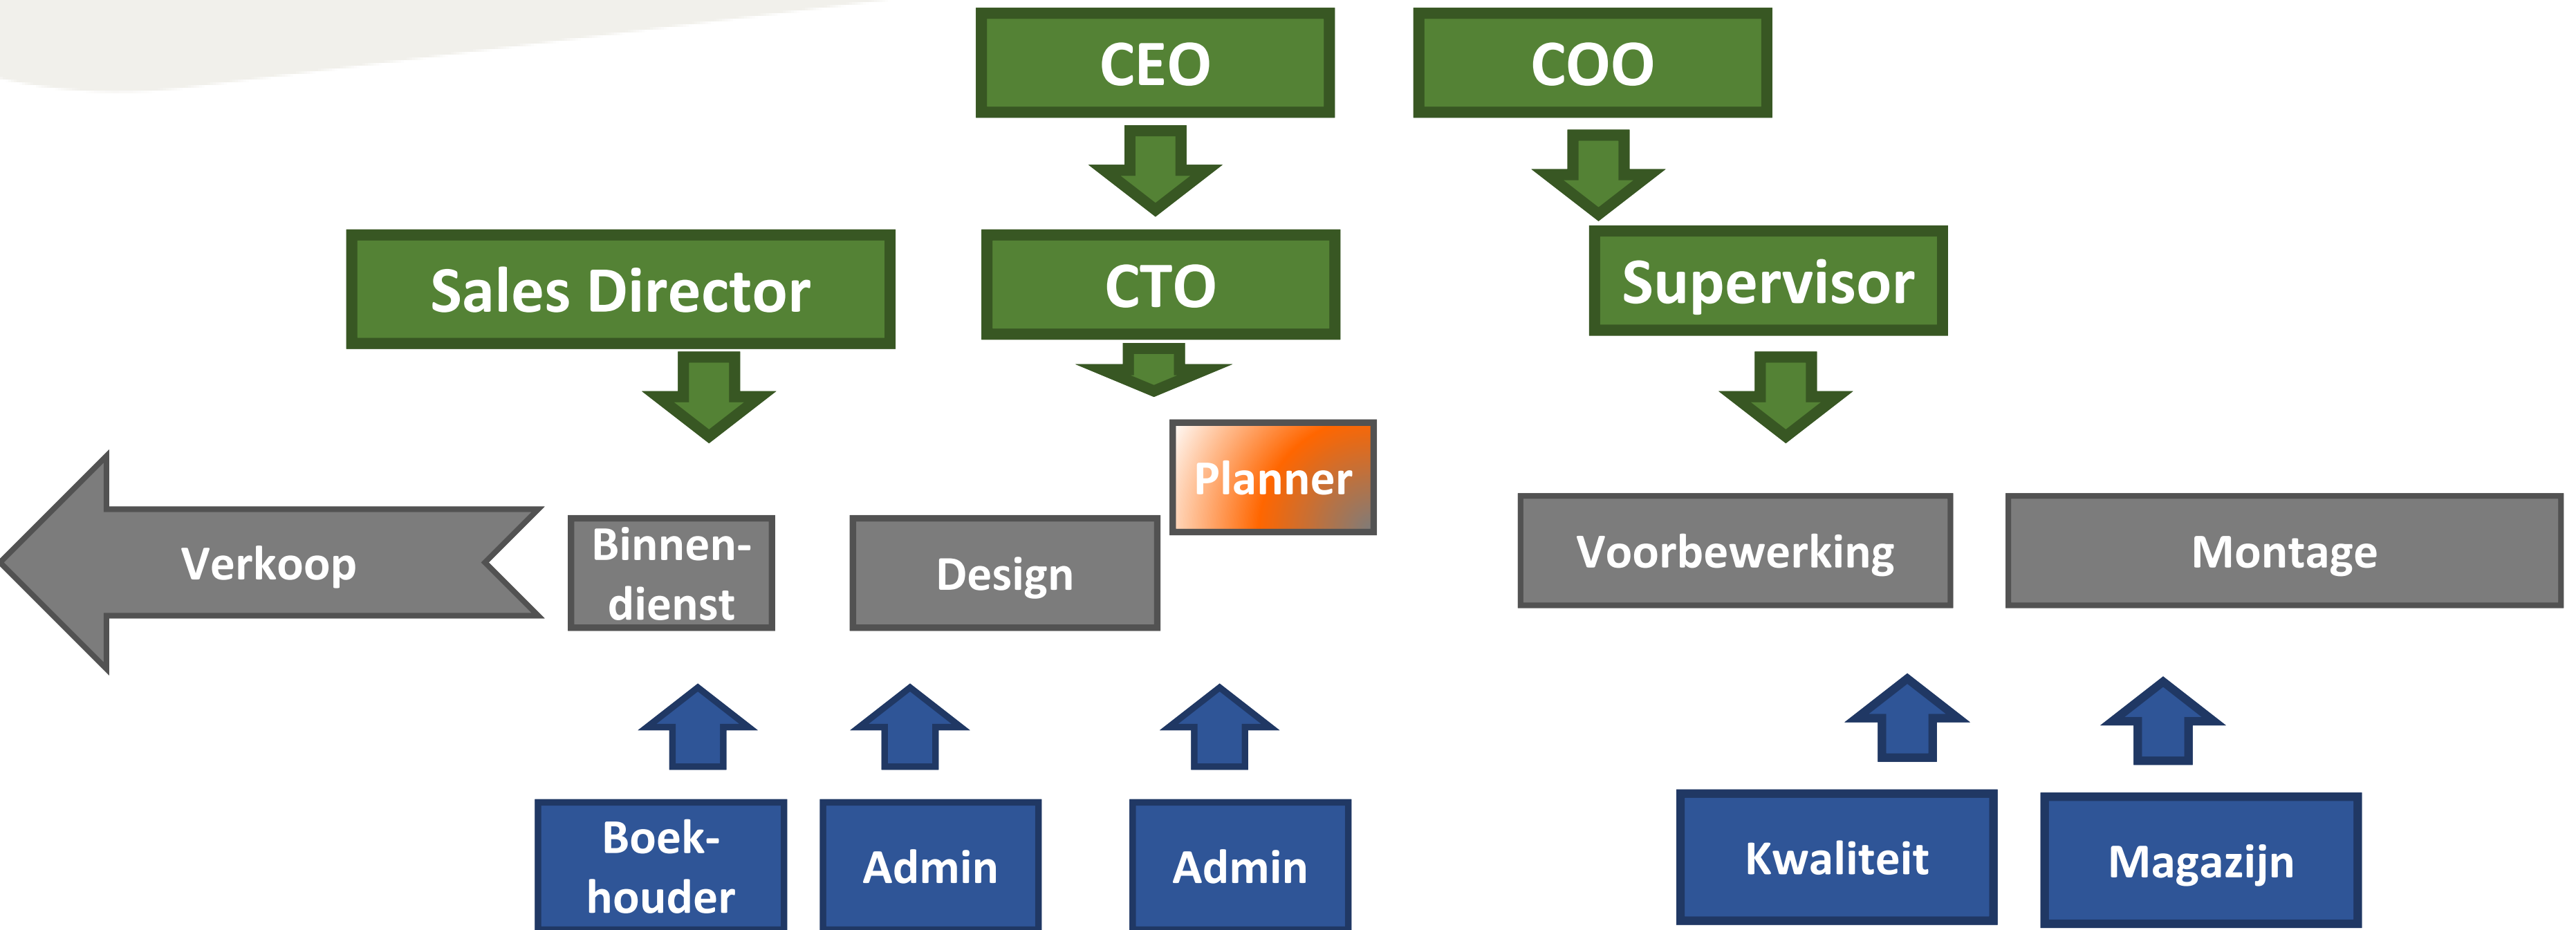 CEO
COO
Sales Director
CTO
Supervisor
Planner
Verkoop
Binnen-
dienst
Design
Voorbewerking
Montage
Boek-
houder
Admin
Admin
Kwaliteit
Magazijn